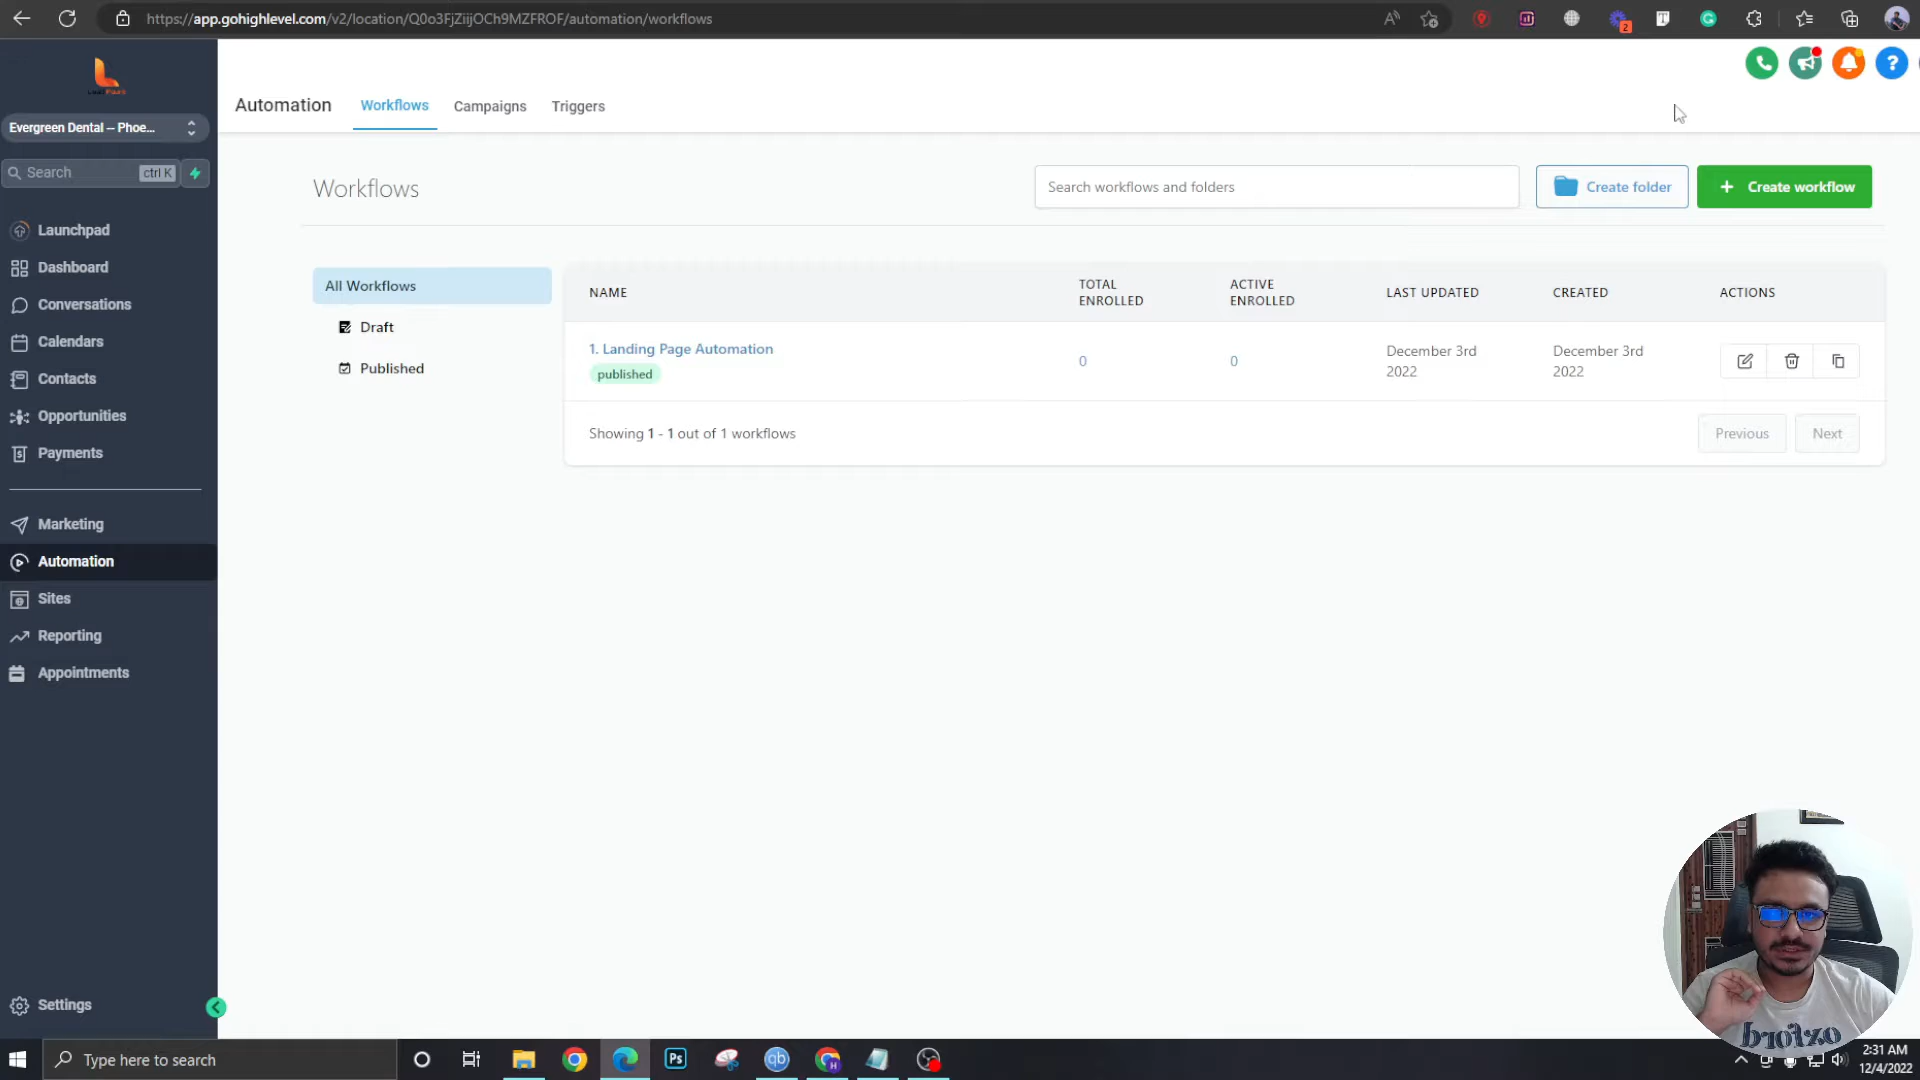 https://app.gohighlevel.com/v2/location/Q0o3FjZiijOCh9MZFROF/automation/workflows
2
Evergreen Dental – Phoe...
Search
ctrl K
Launchpad
Dashboard
Conversations
Calendars
Contacts
Opportunities
Payments
Marketing
Automation
Sites
Reporting
Appointments
Settings
Automation
Workflows
Campaigns
Triggers
Workflows
Search workflows and folders
Create folder
+ Create workflow
All Workflows
Draft
Published
NAME
TOTAL ENROLLED
ACTIVE ENROLLED
LAST UPDATED
CREATED
ACTIONS
1. Landing Page Automation
published
0
0
December 3rd 2022
December 3rd 2022
Showing 1 - 1 out of 1 workflows
Previous
Next
Type here to search
Ps
qb
2:31 AM
12/4/2022